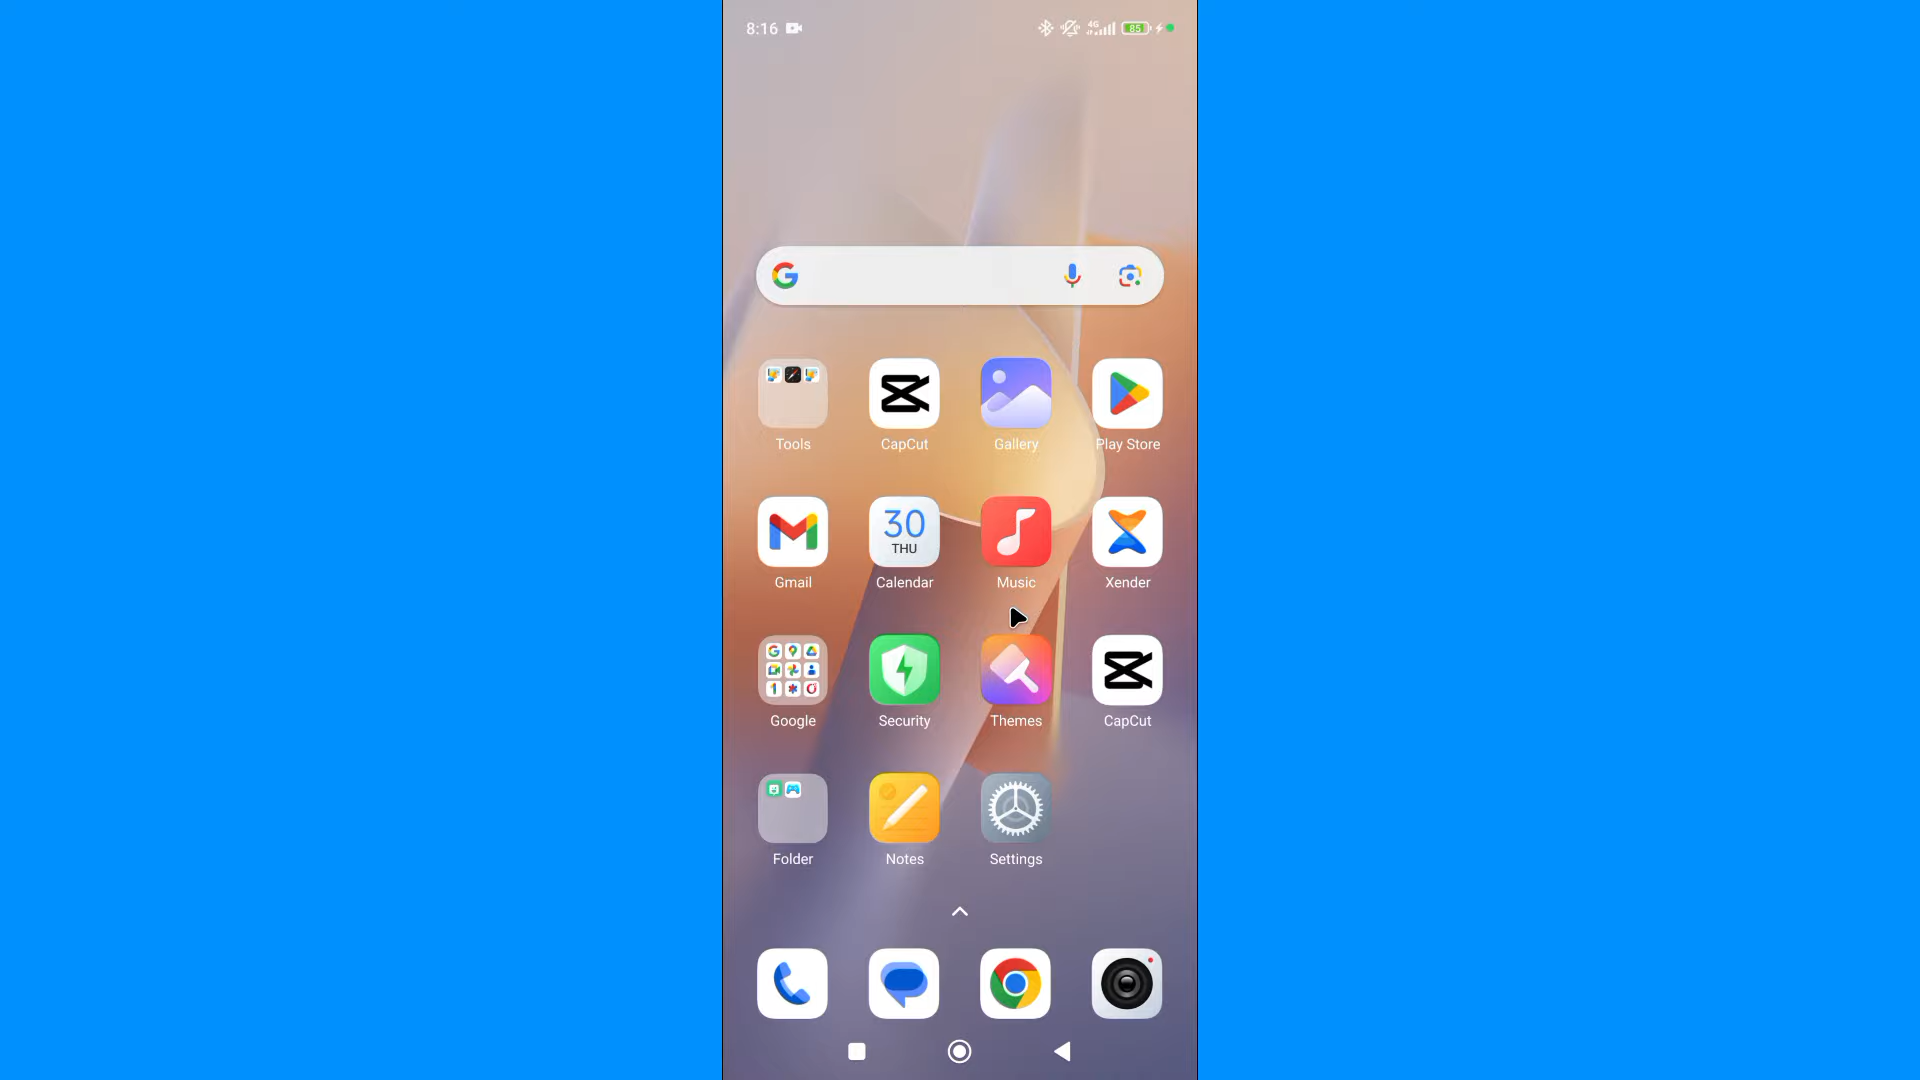 8:16
4G
85
Tools
CapCut
Gallery
Play Store
30
THU
Gmail
Calendar
Music
Xender
Google
Security
Themes
CapCut
Folder
Notes
Settings